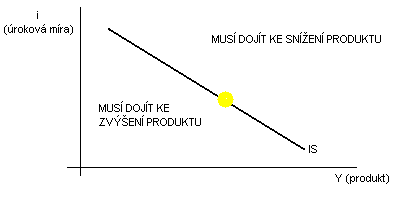 i
(úroková míra)
MUSÍ DOJÍT KE SNÍŽENÍ PRODUKTU
MUSÍ DOJÍT KE
ZVÝŠENÍ PRODUKTU
IS
Y (produkt)